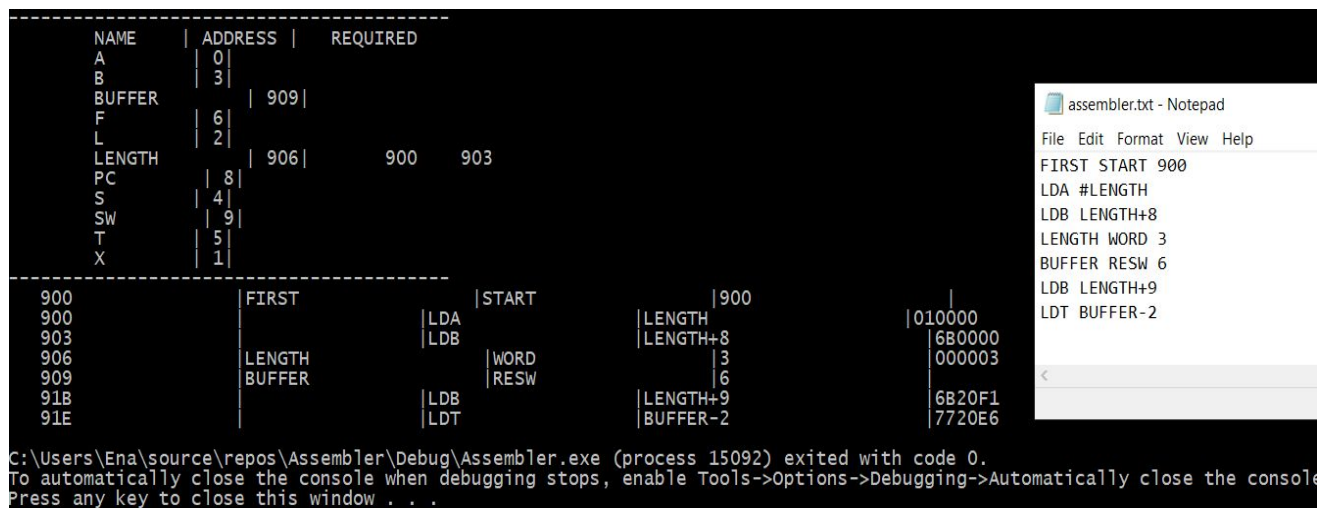 ----------------------------------------
NAME | ADDRESS | REQUIRED
A | 0|
B | 3|
BUFFER | 909|
F | 6|
L | 2|
LENGTH | 906| 900 903
PC | 8|
S | 4|
SW | 9|
T | 5|
X | 1|
----------------------------------------
900 |FIRST |START |900 |
900 | |LDA |LENGTH |010000
903 | |LDB |LENGTH+8 |6B0000
906 |LENGTH |WORD |3 |000003
909 |BUFFER |RESW |6 |
91B | |LDB |LENGTH+9 |6B20F1
91E | |LDT |BUFFER-2 |7720E6
C:\Users\Ena\source\repos\Assembler\Debug\Assembler.exe (process 15092) exited with code 0.
To automatically close the console when debugging stops, enable Tools->Options->Debugging->Automatically close the console
Press any key to close this window . . .
assembler.txt - Notepad
File Edit Format View Help
FIRST START 900
LDA #LENGTH
LDB LENGTH+8
LENGTH WORD 3
BUFFER RESW 6
LDB LENGTH+9
LDT BUFFER-2